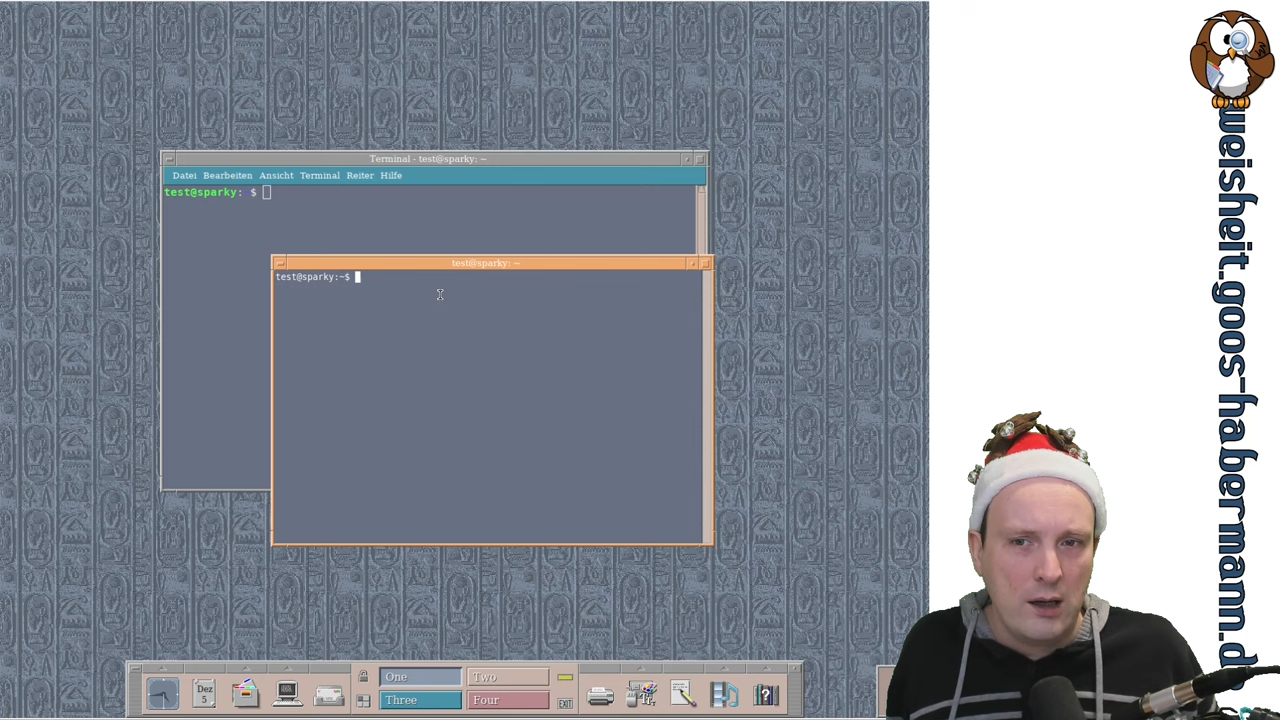 Terminal - test@sparky: ~
Datei Bearbeiten Ansicht Terminal Reiter Hilfe
test@sparky: $
test@sparky: ~
test@sparky:~$
One
Two
Three
Four
Dez
5
EXIT
weisheit.goos-habermann.d